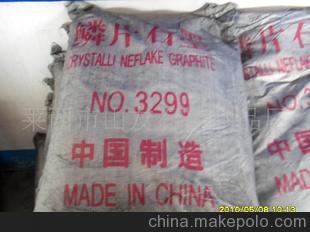 鳞片石墨
CRYSTALLI NEFLAKE GRAPHITE
NO.3299
中国制造
MADE IN CHINA
2010/05/08 10:13
china.makepolo.com